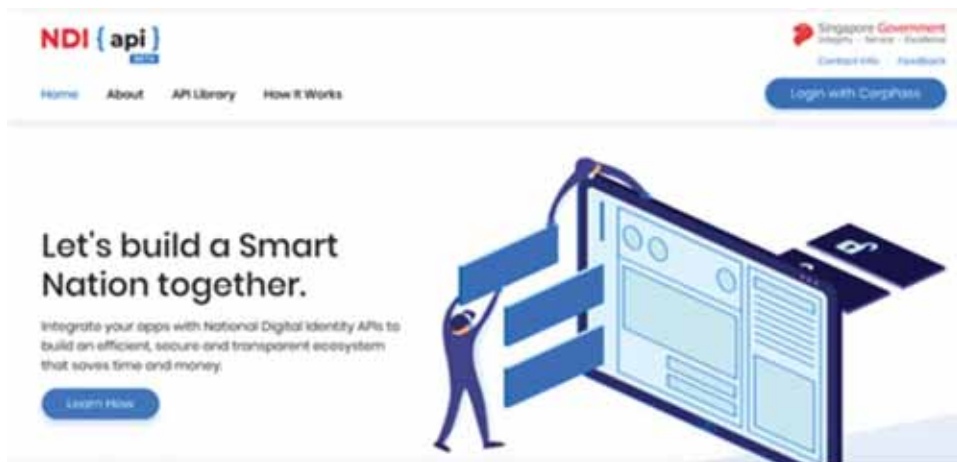 NDI { api }
BETA
Singapore Government
Integrity · Service · Excellence
Contact Info Feedback
Home About API Library How It Works
Login with CorpPass
Let's build a Smart
Nation together.
Integrate your apps with National Digital Identity APIs to
build an efficient, secure and transparent ecosystem
that saves time and money.
Learn How